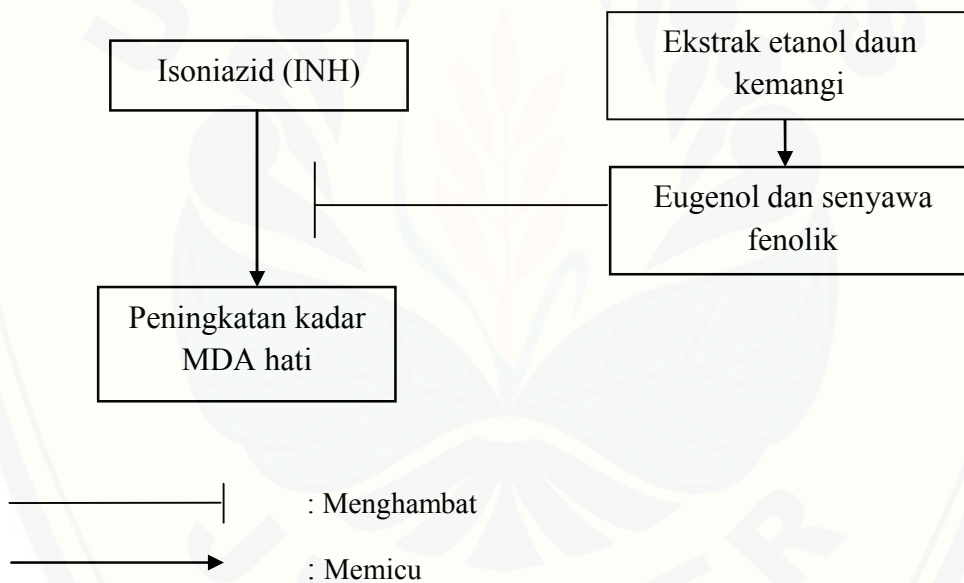 Isoniazid (INH)
Ekstrak etanol daun
kemangi
Eugenol dan senyawa
fenolik
Peningkatan kadar
MDA hati
: Menghambat
: Memicu